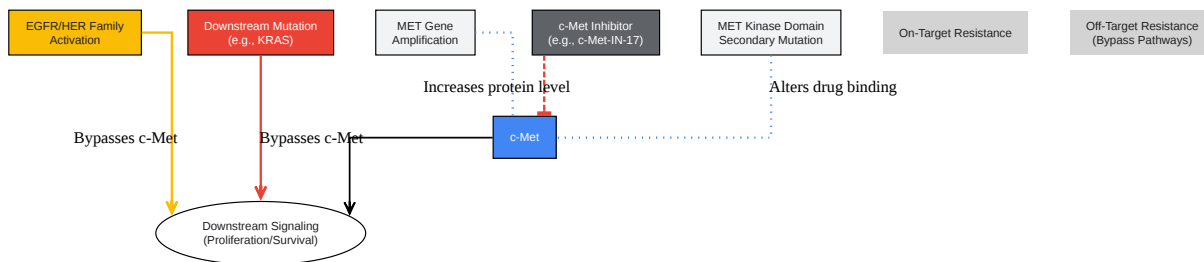 EGFR/HER Family
Activation
Downstream Mutation
(e.g., KRAS)
MET Gene
Amplification
c-Met Inhibitor
(e.g., c-Met-IN-17)
MET Kinase Domain
Secondary Mutation
On-Target Resistance
Off-Target Resistance
(Bypass Pathways)
Increases protein level
Alters drug binding
Bypasses c-Met
Bypasses c-Met
c-Met
Downstream Signaling
(Proliferation/Survival)